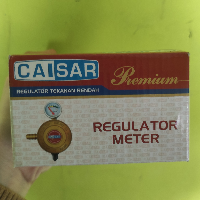 CAISAR
Premium
REGULATOR TEKANAN RENDAH
REGULATOR
METER